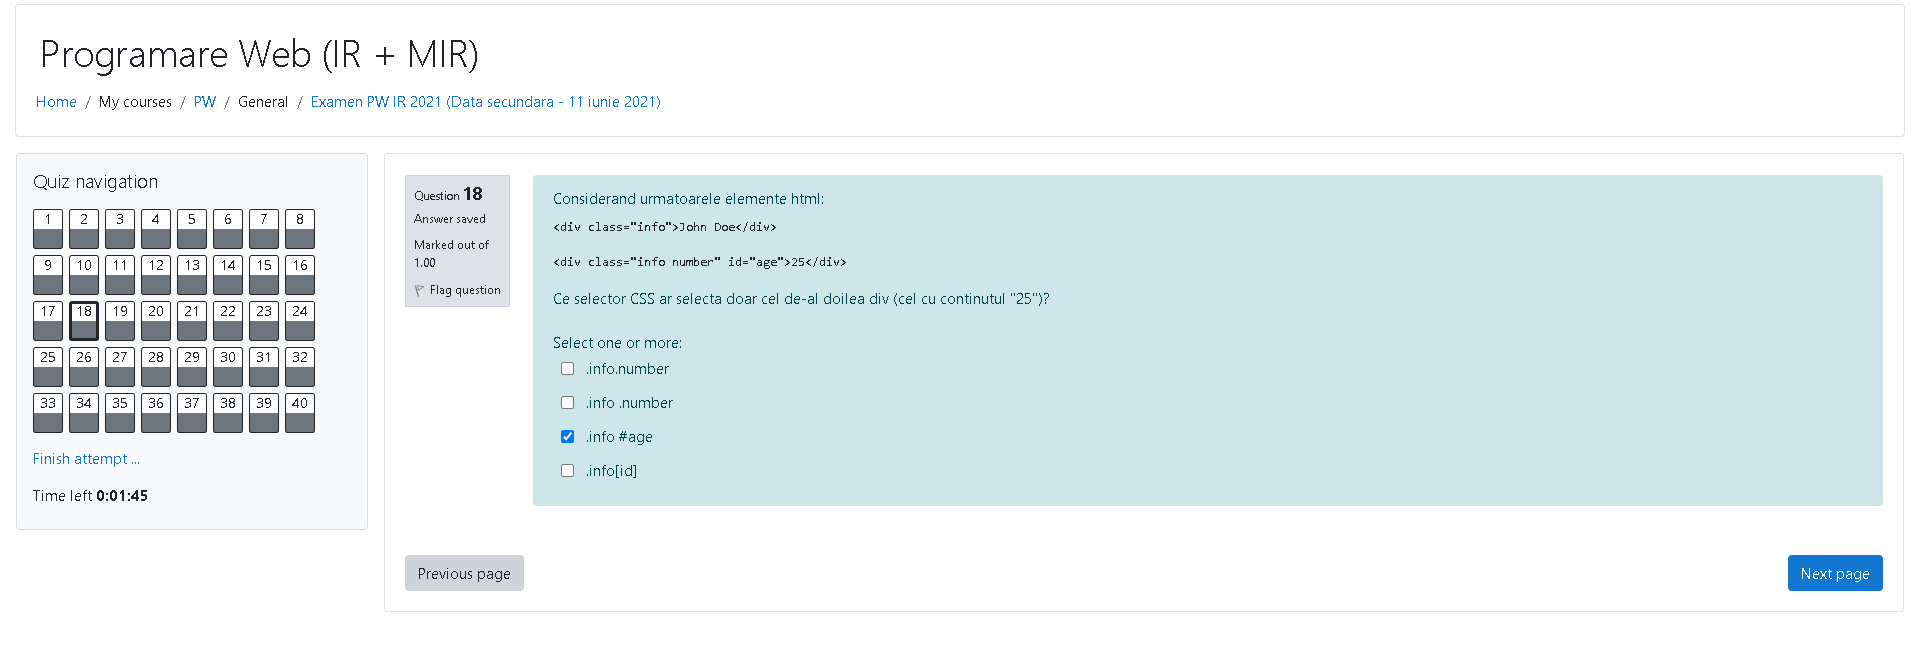 Programare Web (IR + MIR)
Home / My courses / PW / General / Examen PW IR 2021 (Data secundara - 11 iunie 2021)
Quiz navigation
1 2 3 4 5 6 7 8
9 10 11 12 13 14 15 16
17 18 19 20 21 22 23 24
25 26 27 28 29 30 31 32
33 34 35 36 37 38 39 40
Finish attempt ...
Time left 0:01:45
Question 18
Answer saved
Marked out of
1.00
Flag question
Considerand urmatoarele elemente html:
<div class="info">John Doe</div>
<div class="info number" id="age">25</div>
Ce selector CSS ar selecta doar cel de-al doilea div (cel cu continutul "25")?
Select one or more:
.info.number
.info .number
.info #age
.info[id]
Previous page
Next page